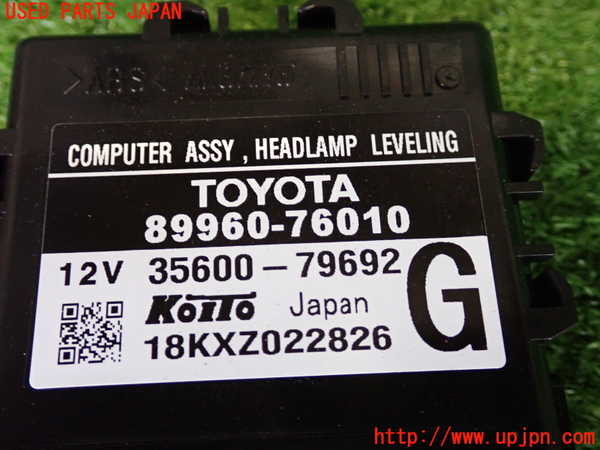 USED PARTS JAPAN
>ABS<
COMPUTER ASSY , HEADLAMP LEVELING
TOYOTA
89960-76010
12V 35600-79692
G
KOITO Japan
18KXZ022826
http://www.upjpn.com